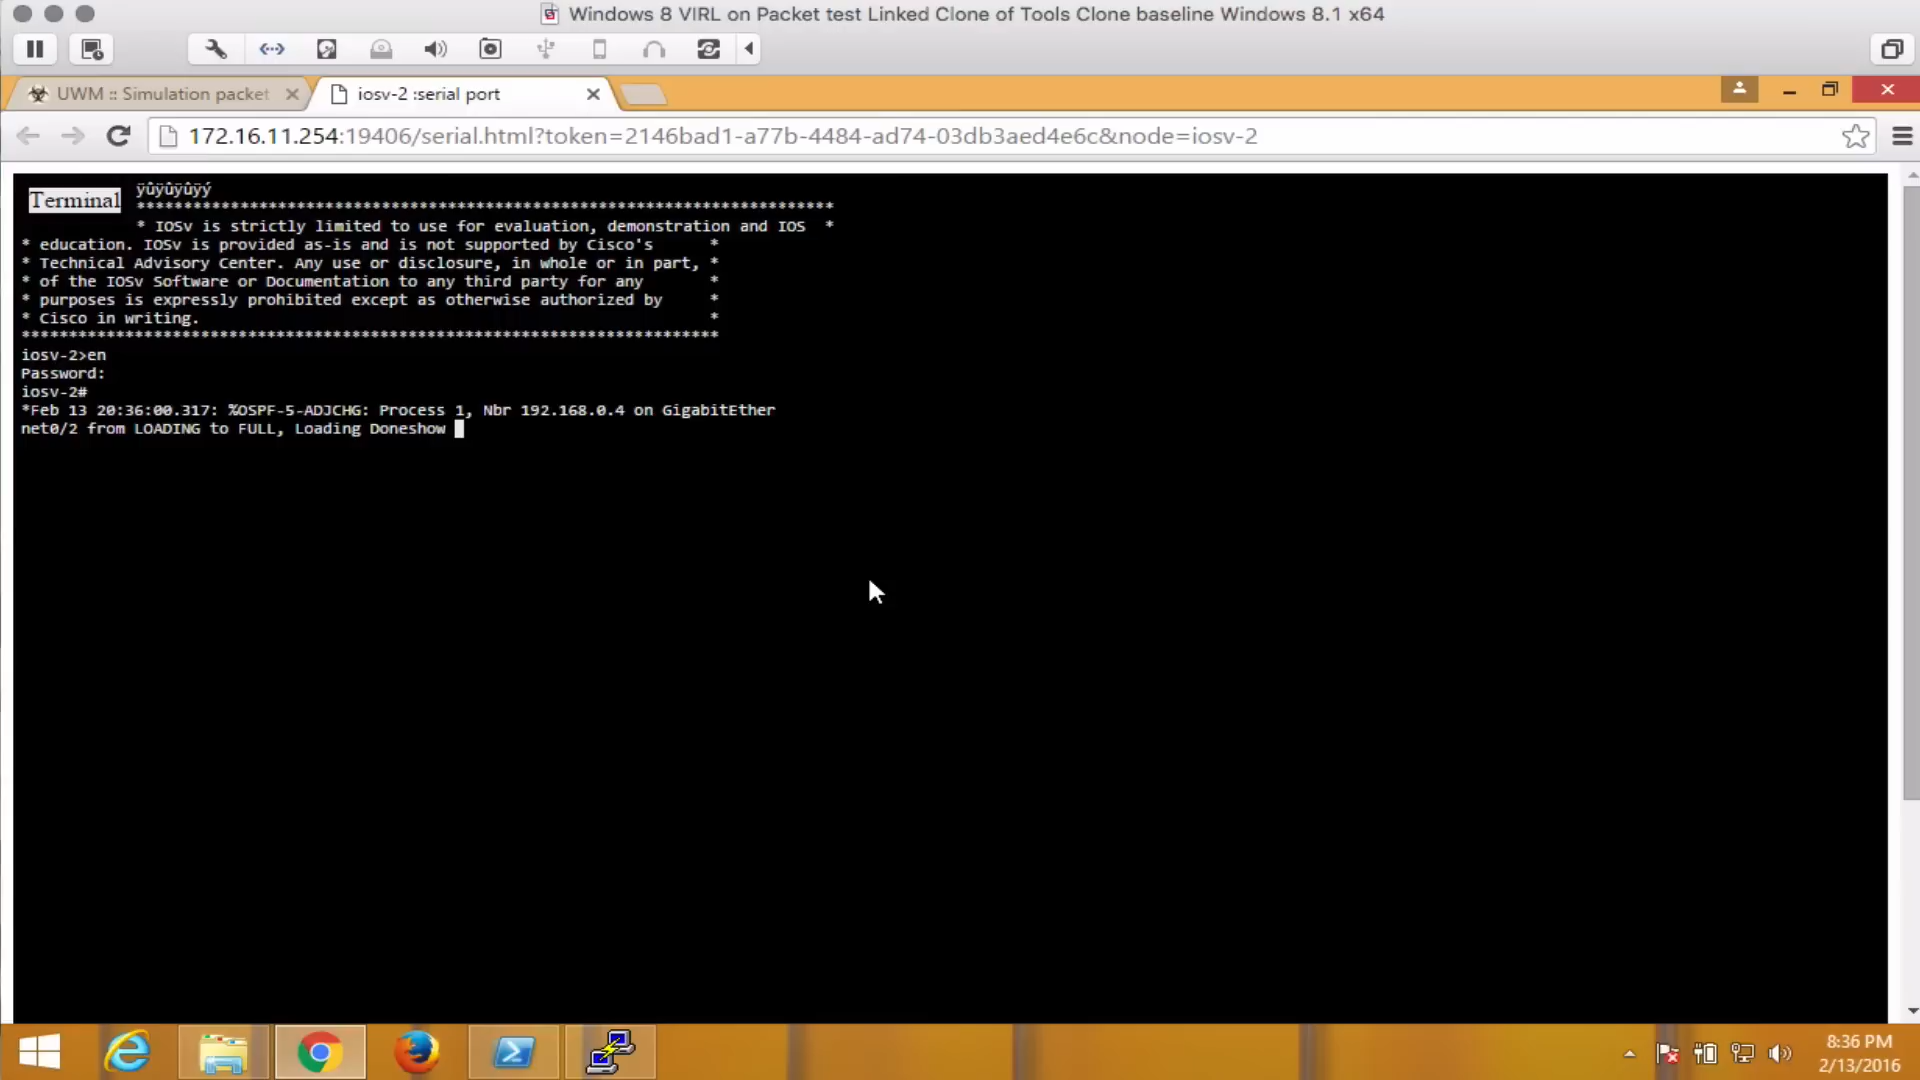 Windows 8 VIRL on Packet test Linked Clone of Tools Clone baseline Windows 8.1 x64
UWM :: Simulation packet
iosv-2 :serial port
172.16.11.254:19406/serial.html?token=2146bad1-a77b-4484-ad74-03db3aed4e6c&node=iosv-2
Terminal
ÿûÿûÿûÿý
**************************************************************************
* IOSv is strictly limited to use for evaluation, demonstration and IOS  *
* education. IOSv is provided as-is and is not supported by Cisco's      *
* Technical Advisory Center. Any use or disclosure, in whole or in part, *
* of the IOSv Software or Documentation to any third party for any       *
* purposes is expressly prohibited except as otherwise authorized by     *
* Cisco in writing.                                                      *
**************************************************************************
iosv-2>en
Password:
iosv-2#
*Feb 13 20:36:00.317: %OSPF-5-ADJCHG: Process 1, Nbr 192.168.0.4 on GigabitEther
net0/2 from LOADING to FULL, Loading Doneshow
8:36 PM
2/13/2016